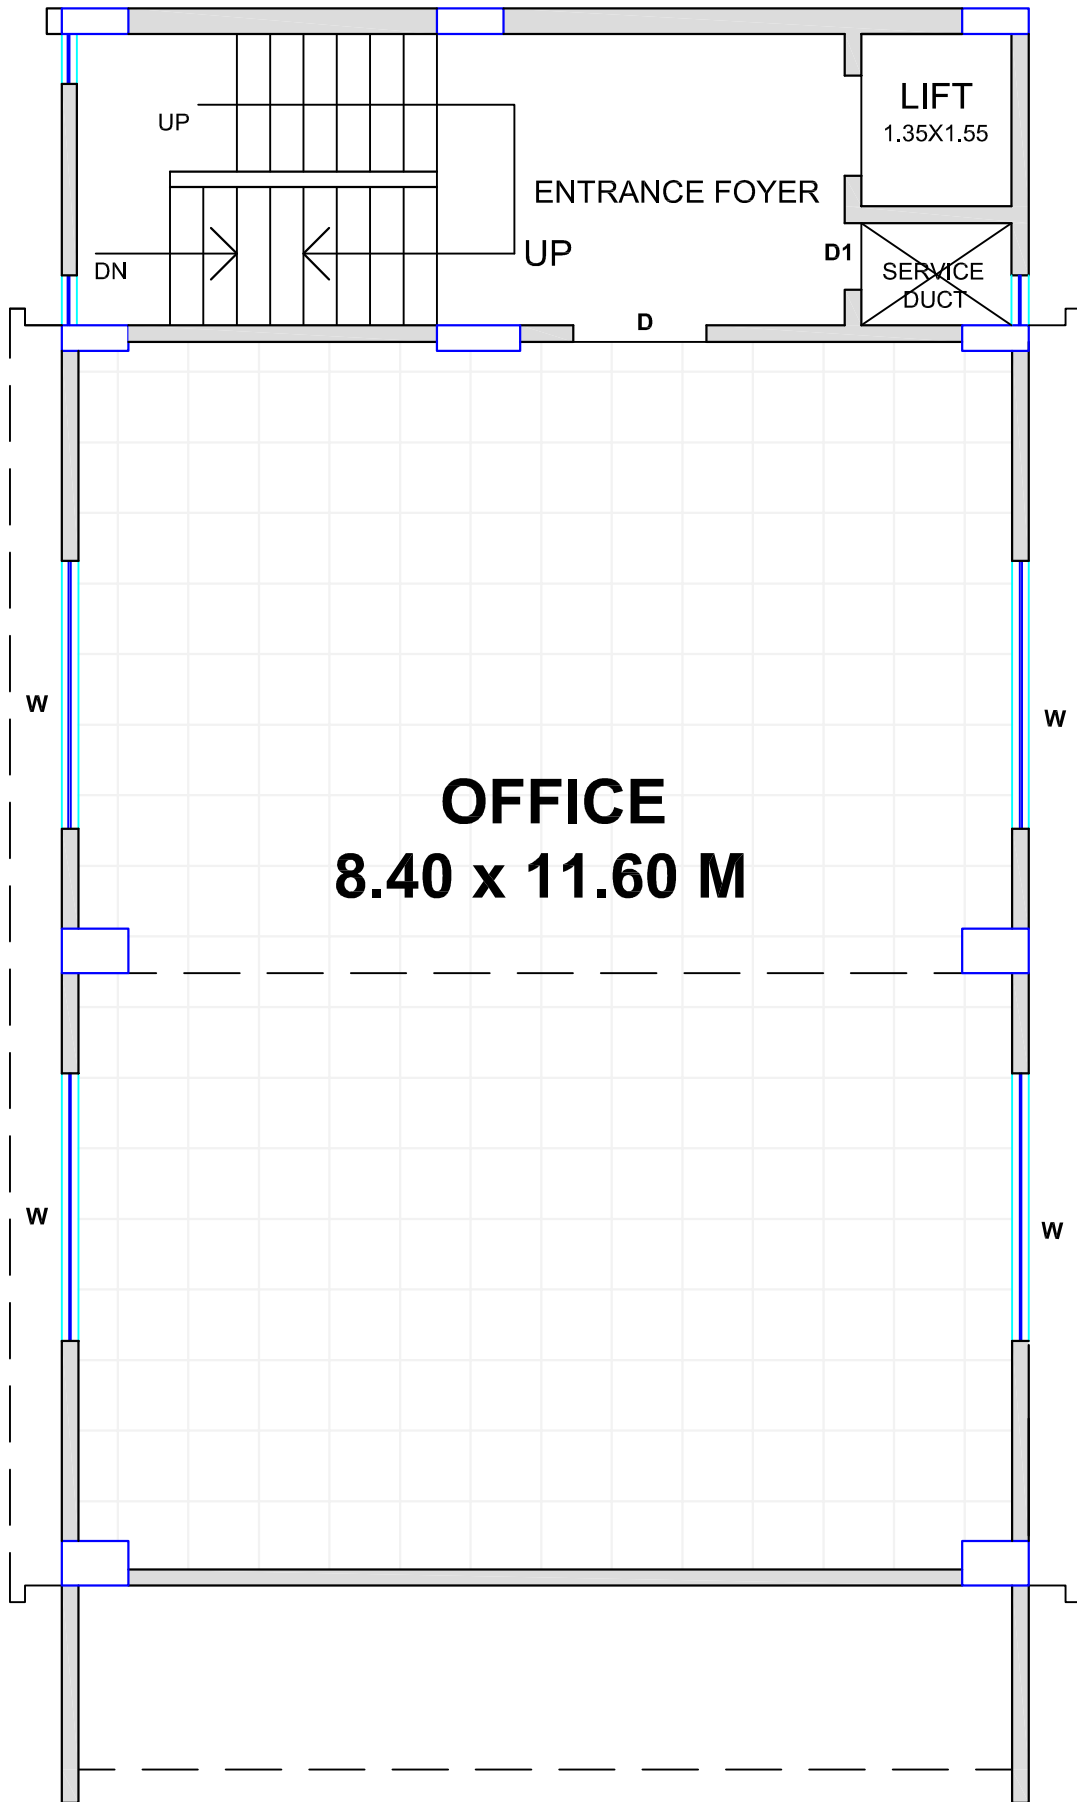 LIFT
1.35X1.55
UP
ENTRANCE FOYER
UP
D1
DN
SERVICE
DUCT
D
W
W
OFFICE
8.40 x 11.60 M
W
W